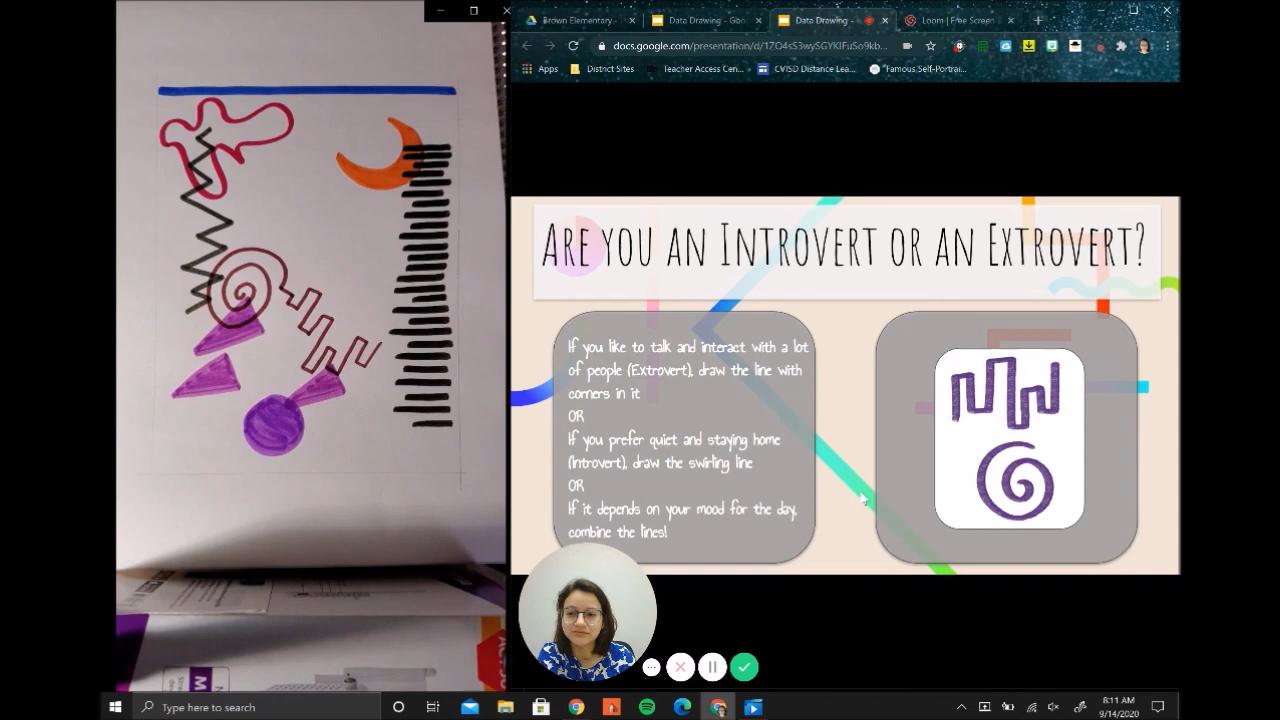 Brown Elementary
Data Drawing - Goo
Data Drawing -
Loom | Free Screen
docs.google.com/presentation/d/1ZO4sS3wySGYKlFuSo9kb...
Apps
District Sites
Teacher Access Cen...
CVISD Distance Lea...
"Famous Self-Portrai...
ARE YOU AN INTROVERT OR AN EXTROVERT?
If you like to talk and interact with a lot
of people (Extrovert), draw the line with
corners in it
OR
If you prefer quiet and staying home
(Introvert), draw the swirling line
OR
If it depends on your mood for the day,
combine the lines!
Type here to search
8:11 AM
9/14/2020